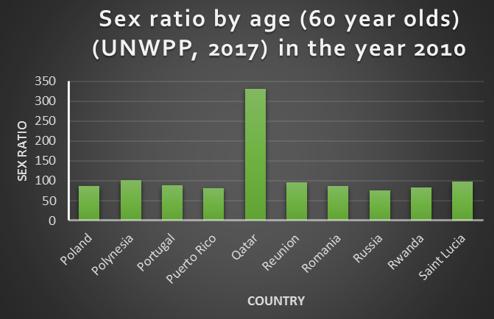 Sex ratio by age (60 year olds)
(UNWPP, 2017) in the year 2010
350
300
250
200
150
100
50
0
SEX RATIO
Poland
Polynesia
Portugal
Puerto Rico
Qatar
Reunion
Romania
Russia
Rwanda
Saint Lucia
COUNTRY